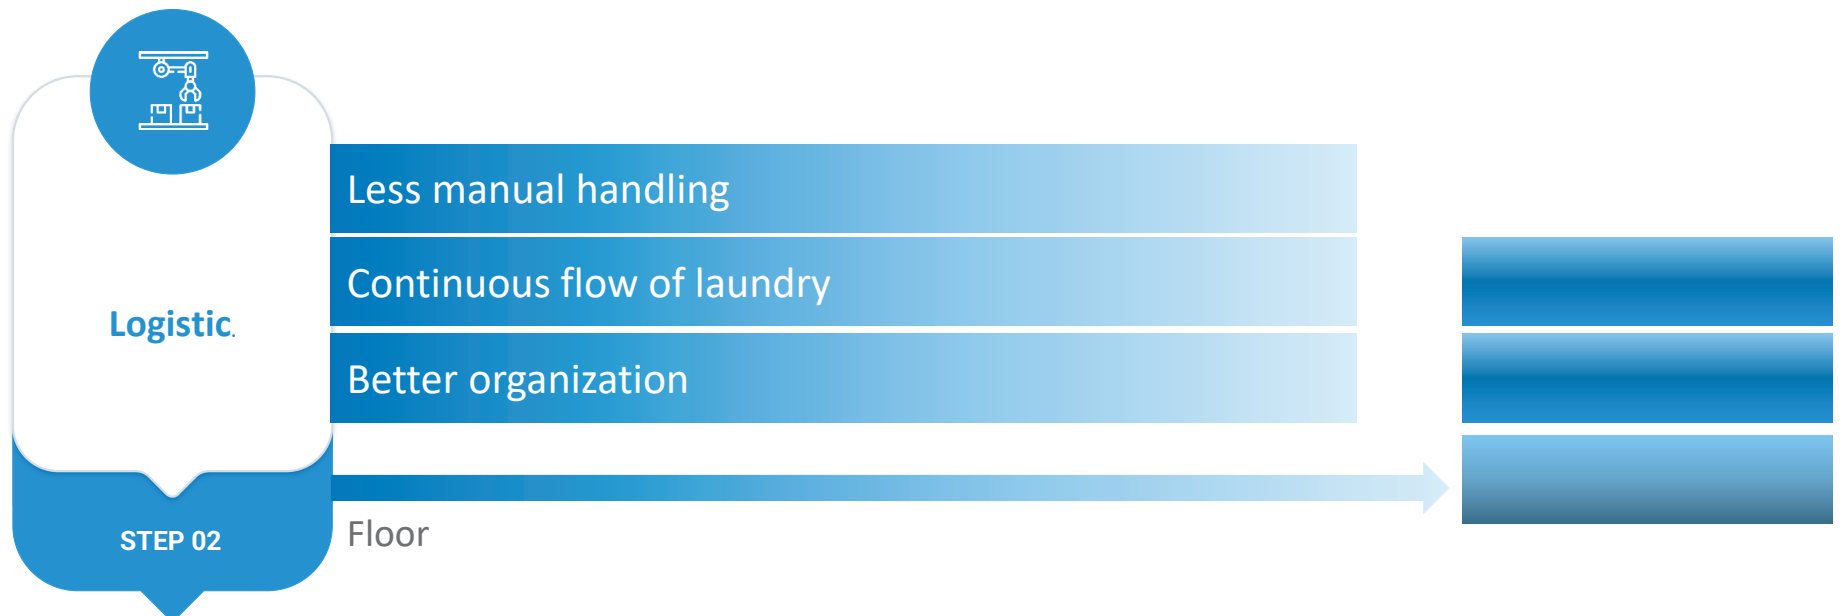 Less manual handling
Continuous flow of laundry
Logistic.
Better organization
STEP 02
Floor